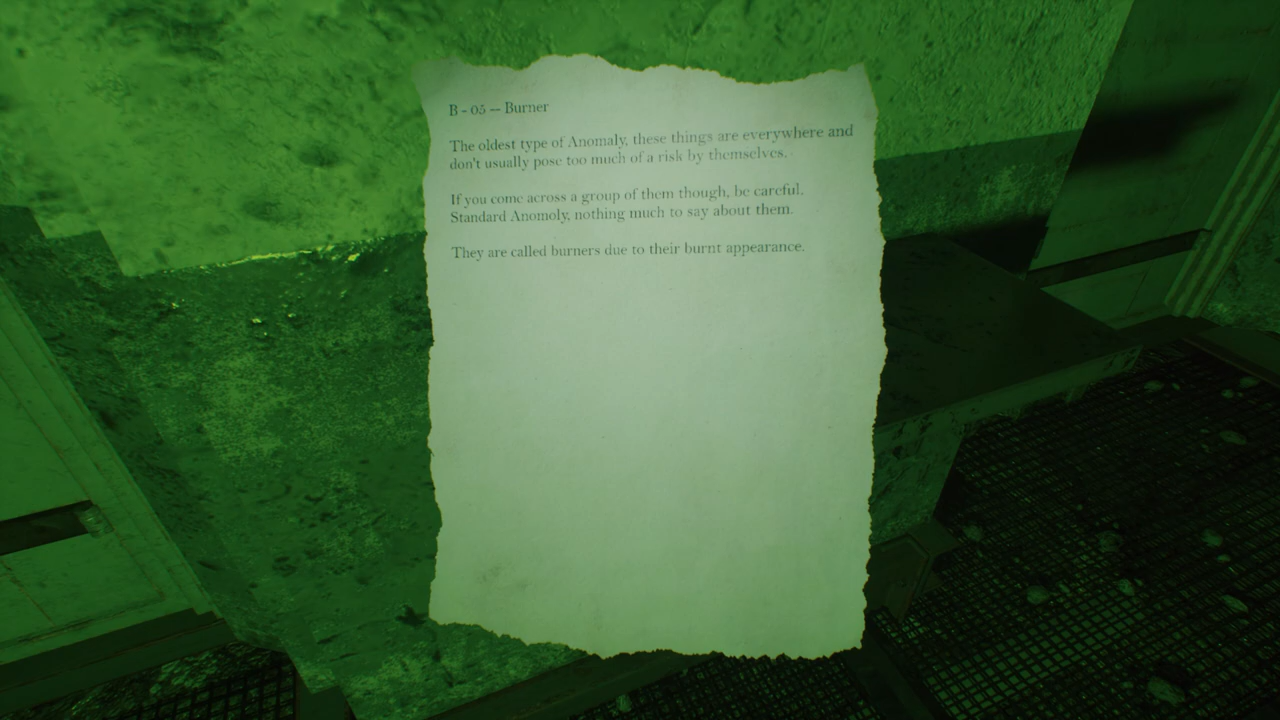 B - 05 -- Burner
The oldest type of Anomaly, these things are everywhere and
don't usually pose too much of a risk by themselves.
If you come across a group of them though, be careful.
Standard Anomoly, nothing much to say about them.
They are called burners due to their burnt appearance.